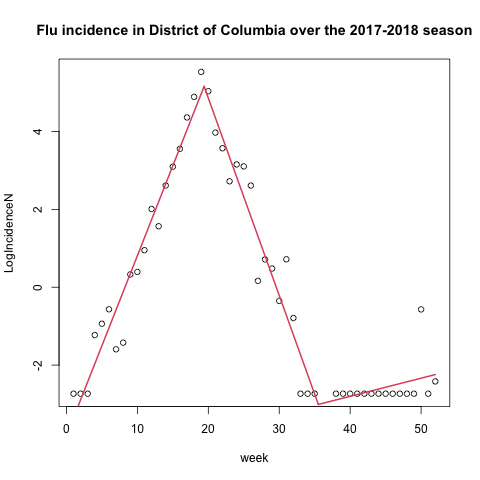 Flu incidence in District of Columbia over the 2017-2018 season
LogIncidenceN
4
2
0
-2
0 10 20 30 40 50
week